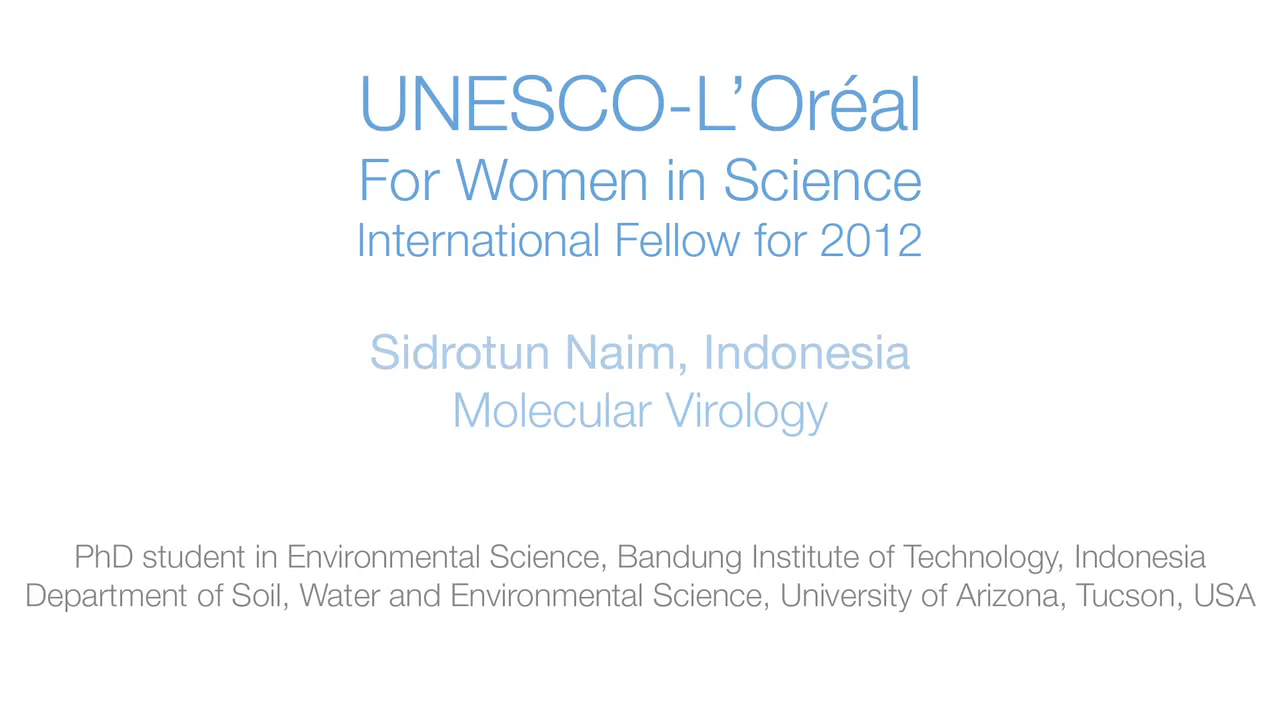 UNESCO-L’Oréal
For Women in Science
International Fellow for 2012
Sidrotun Naim, Indonesia
Molecular Virology
PhD student in Environmental Science, Bandung Institute of Technology, Indonesia
Department of Soil, Water and Environmental Science, University of Arizona, Tucson, USA